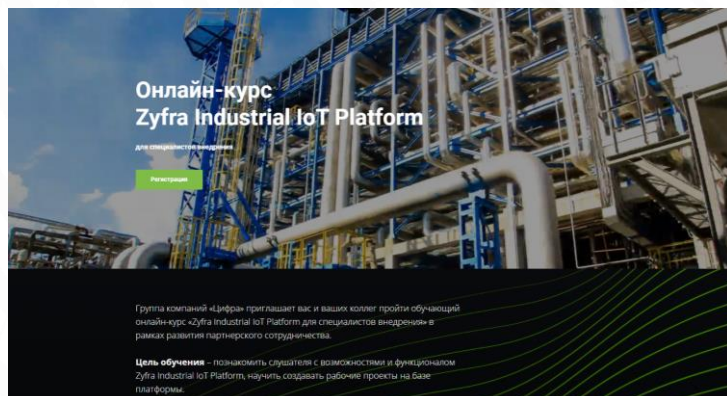 Онлайн-курс
Zyfra Industrial IoT Platform
для специалистов внедрения
Регистрация
Группа компаний «Цифра» приглашает вас и ваших коллег пройти обучающий
онлайн-курс «Zyfra Industrial IoT Platform для специалистов внедрения» в
рамках развития партнерского сотрудничества.
Цель обучения – познакомить слушателя с возможностями и функционалом
Zyfra Industrial IoT Platform, научить создавать рабочие проекты на базе
платформы.